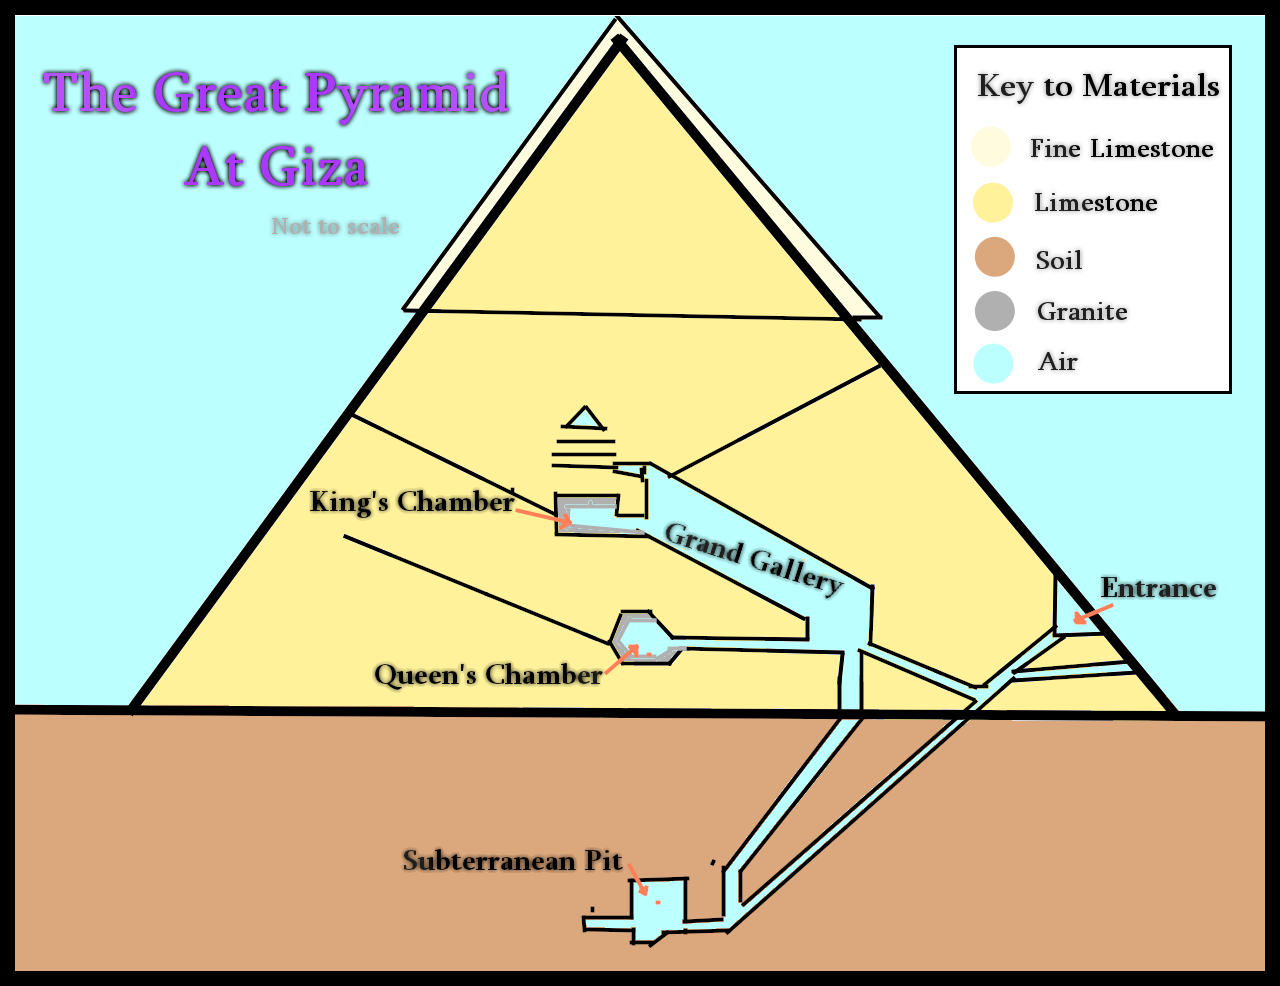 The Great Pyramid
At Giza
Not to scale
Key to Materials
Fine Limestone
Limestone
Soil
Granite
Air
King's Chamber
Grand Gallery
Entrance
Queen's Chamber
Subterranean Pit